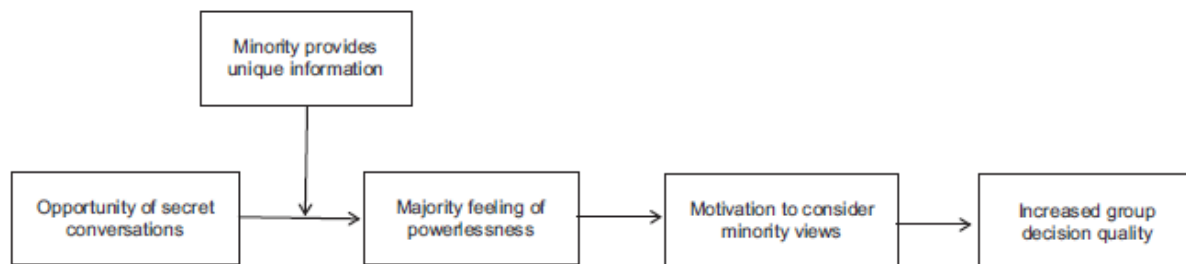 Minority provides
unique information
Opportunity of secret
conversations
Majority feeling of
powerlessness
Motivation to consider
minority views
Increased group
decision quality